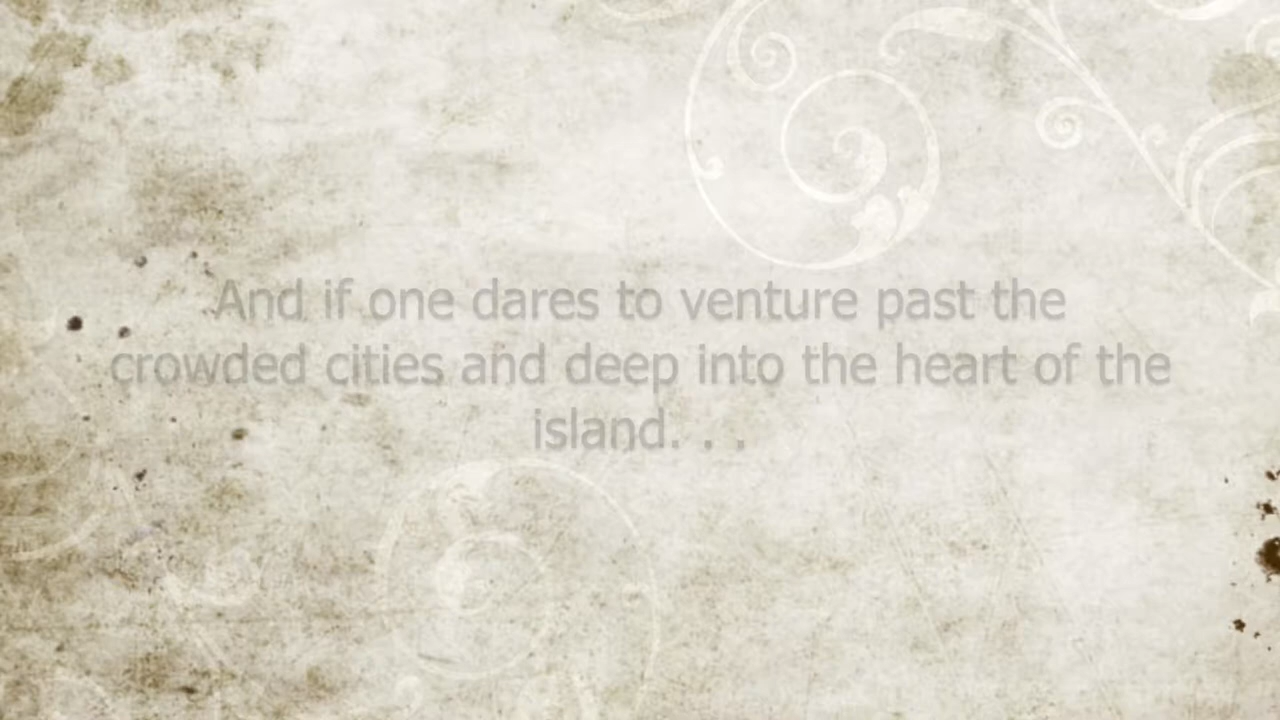 And if one dares to venture past the
crowded cities and deep into the heart of the
island. . .